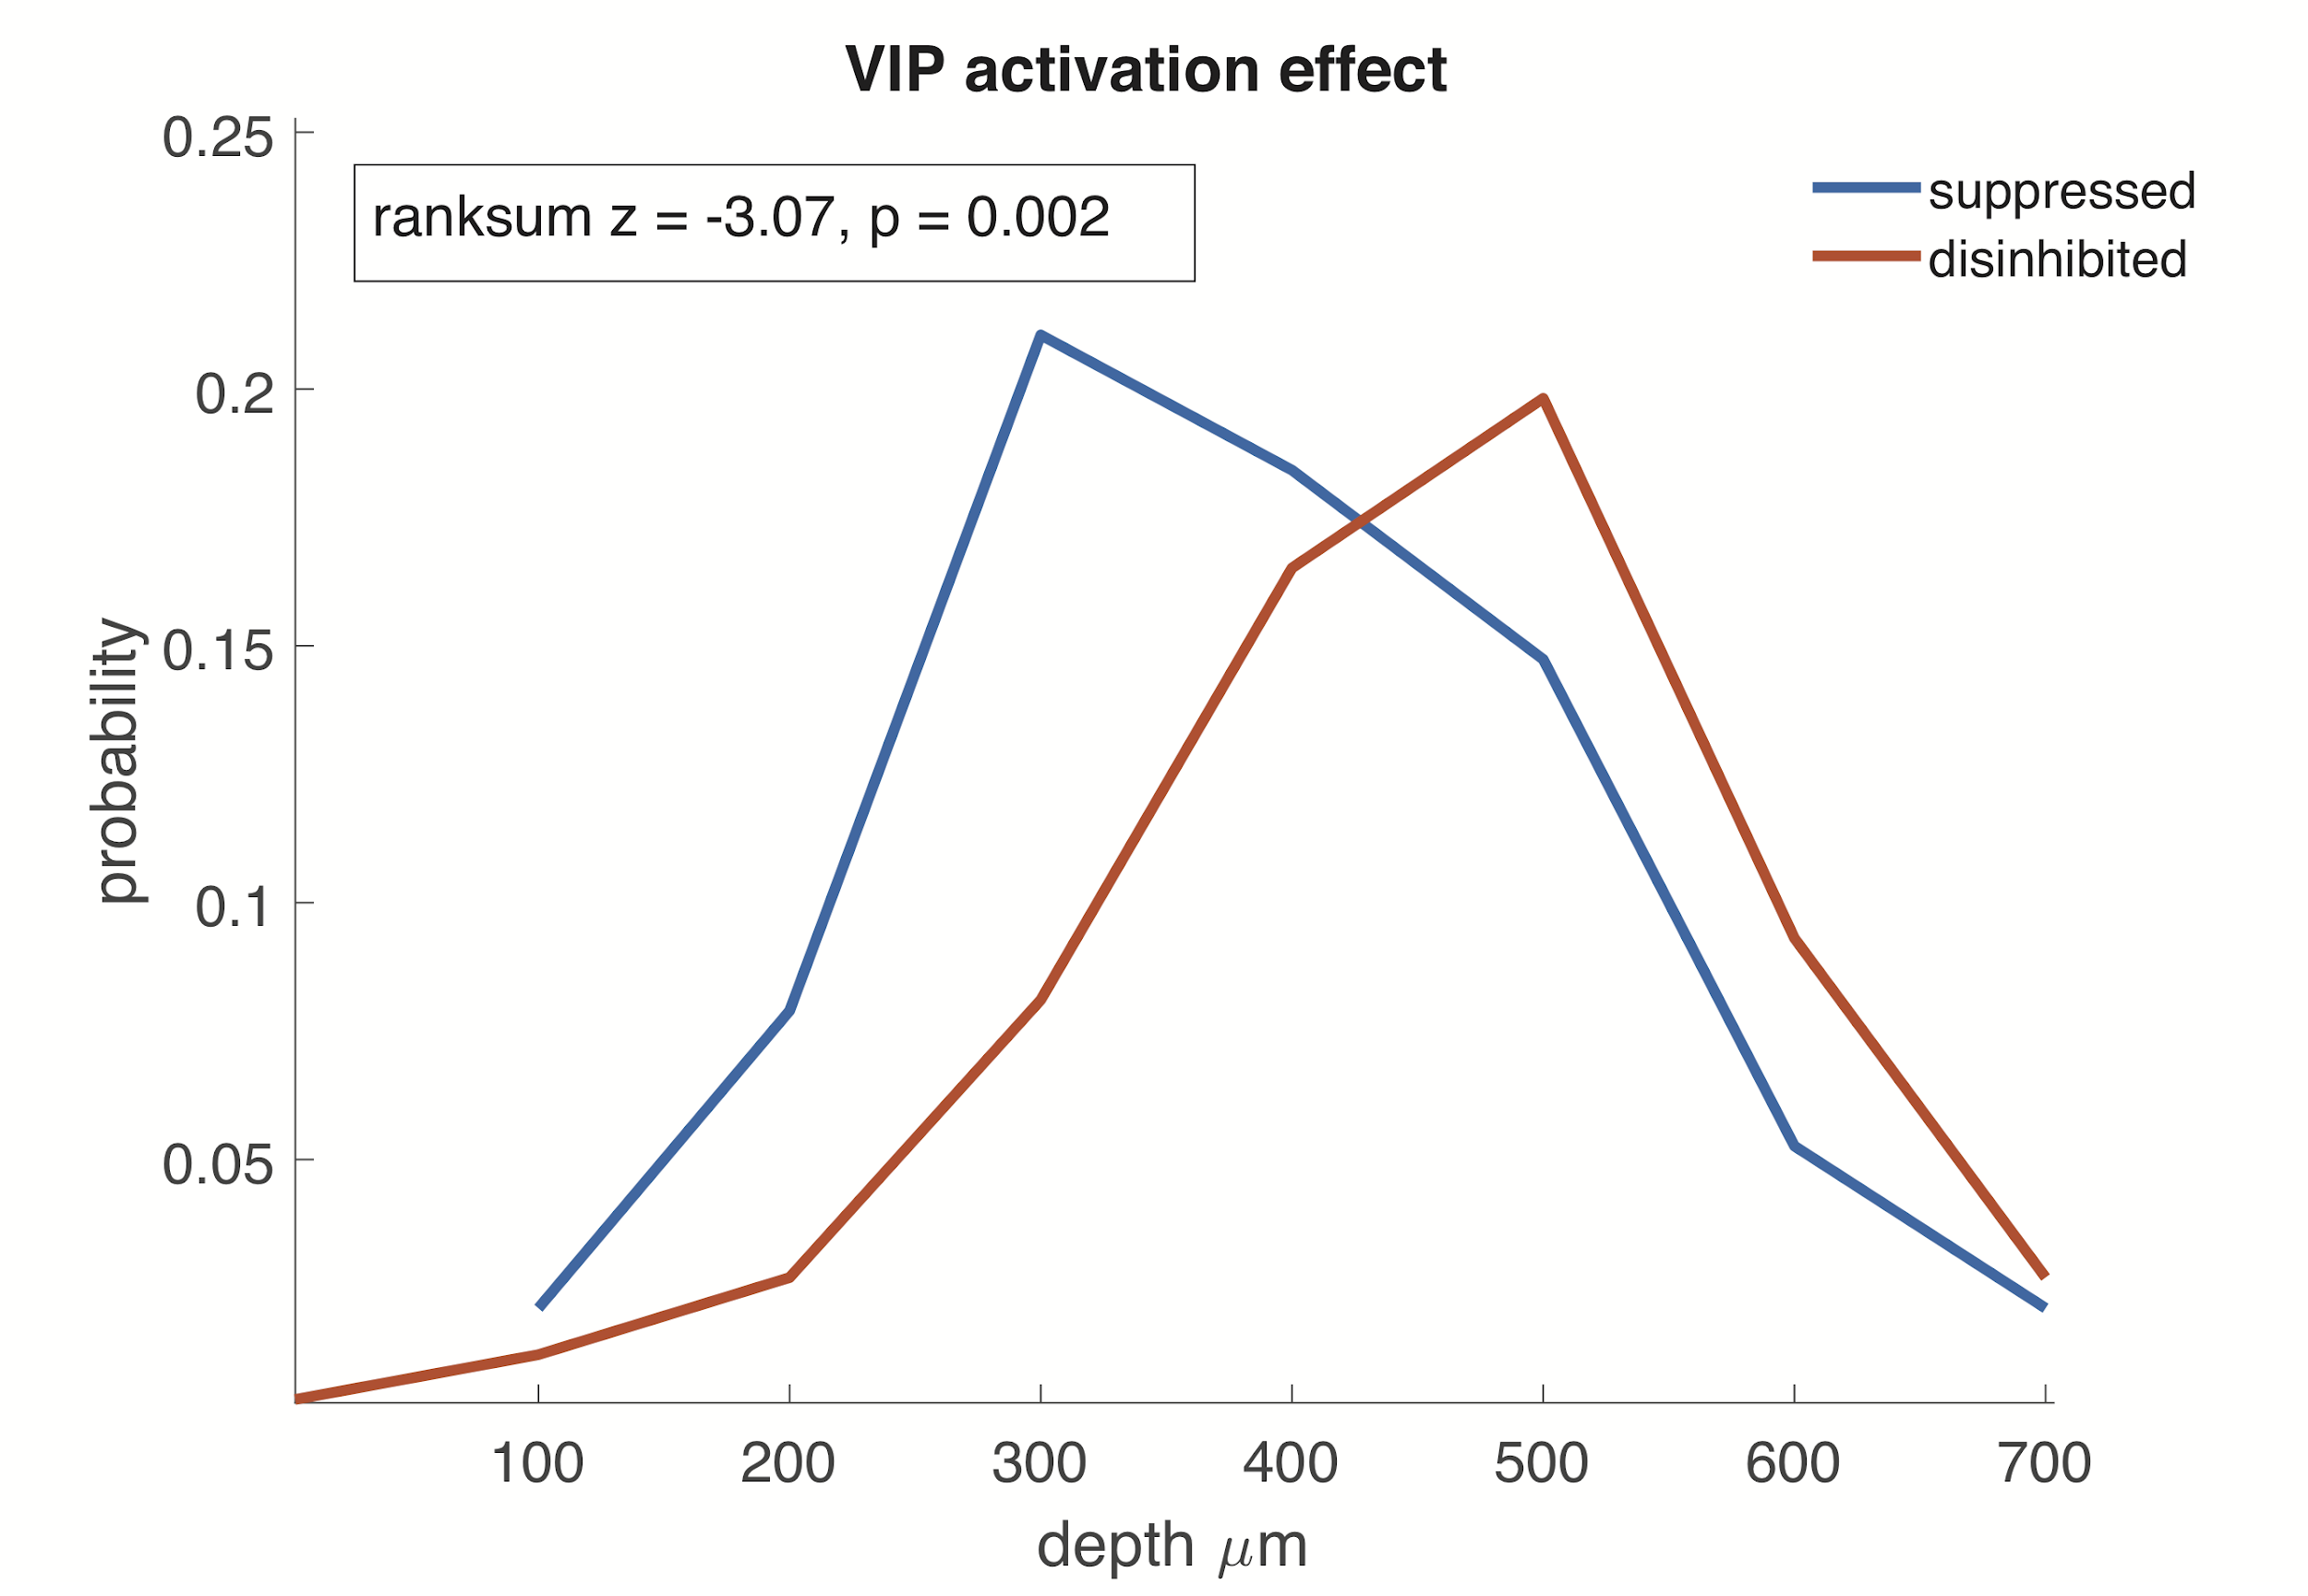 VIP activation effect
ranksum z = -3.07, p = 0.002
suppressed
disinhibited
0.25
0.2
0.15
0.1
0.05
probability
100 200 300 400 500 600 700
depth μm